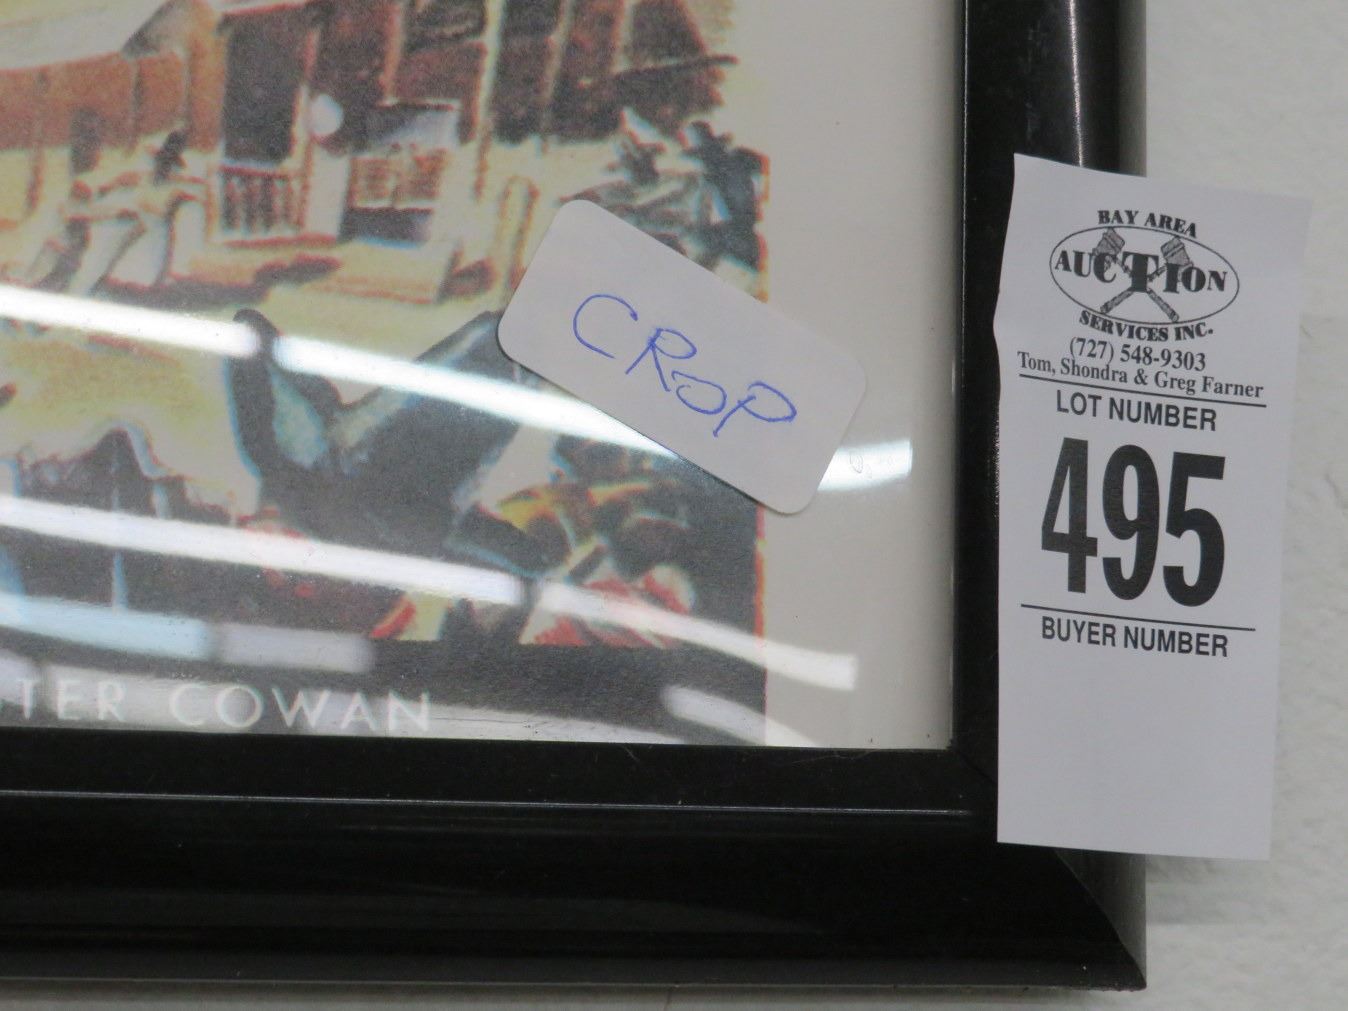 CROP
TER COWAN
BAY AREA
AUCTION
SERVICES INC.
(727) 548-9303
Tom, Shondra & Greg Farner
LOT NUMBER
495
BUYER NUMBER